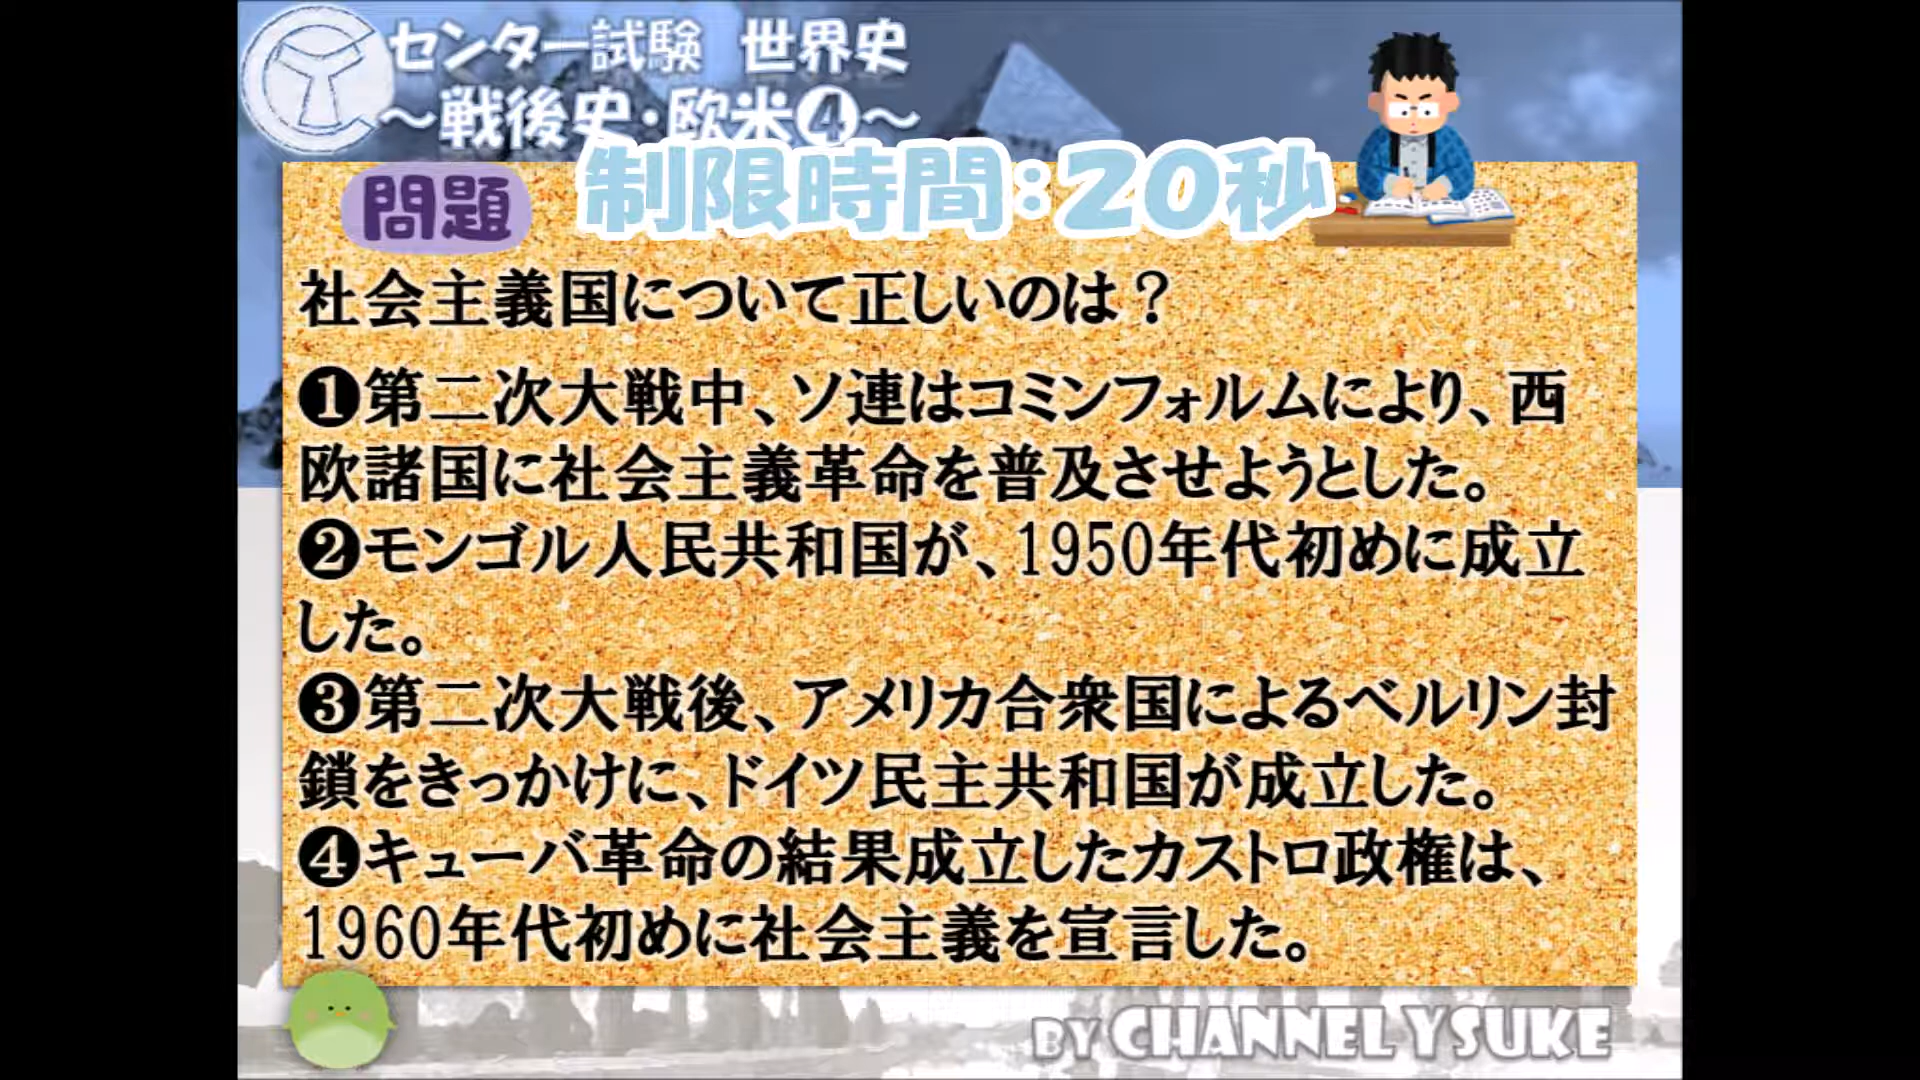 センター試験 世界史
～戦後史・欧米❹～
問題
制限時間:20秒
社会主義国について正しいのは？
❶第二次大戦中、ソ連はコミンフォルムにより、西
欧諸国に社会主義革命を普及させようとした。
❷モンゴル人民共和国が、1950年代初めに成立
した。
❸第二次大戦後、アメリカ合衆国によるベルリン封
鎖をきっかけに、ドイツ民主共和国が成立した。
❹キューバ革命の結果成立したカストロ政権は、
1960年代初めに社会主義を宣言した。
BY CHANNEL YSUKE